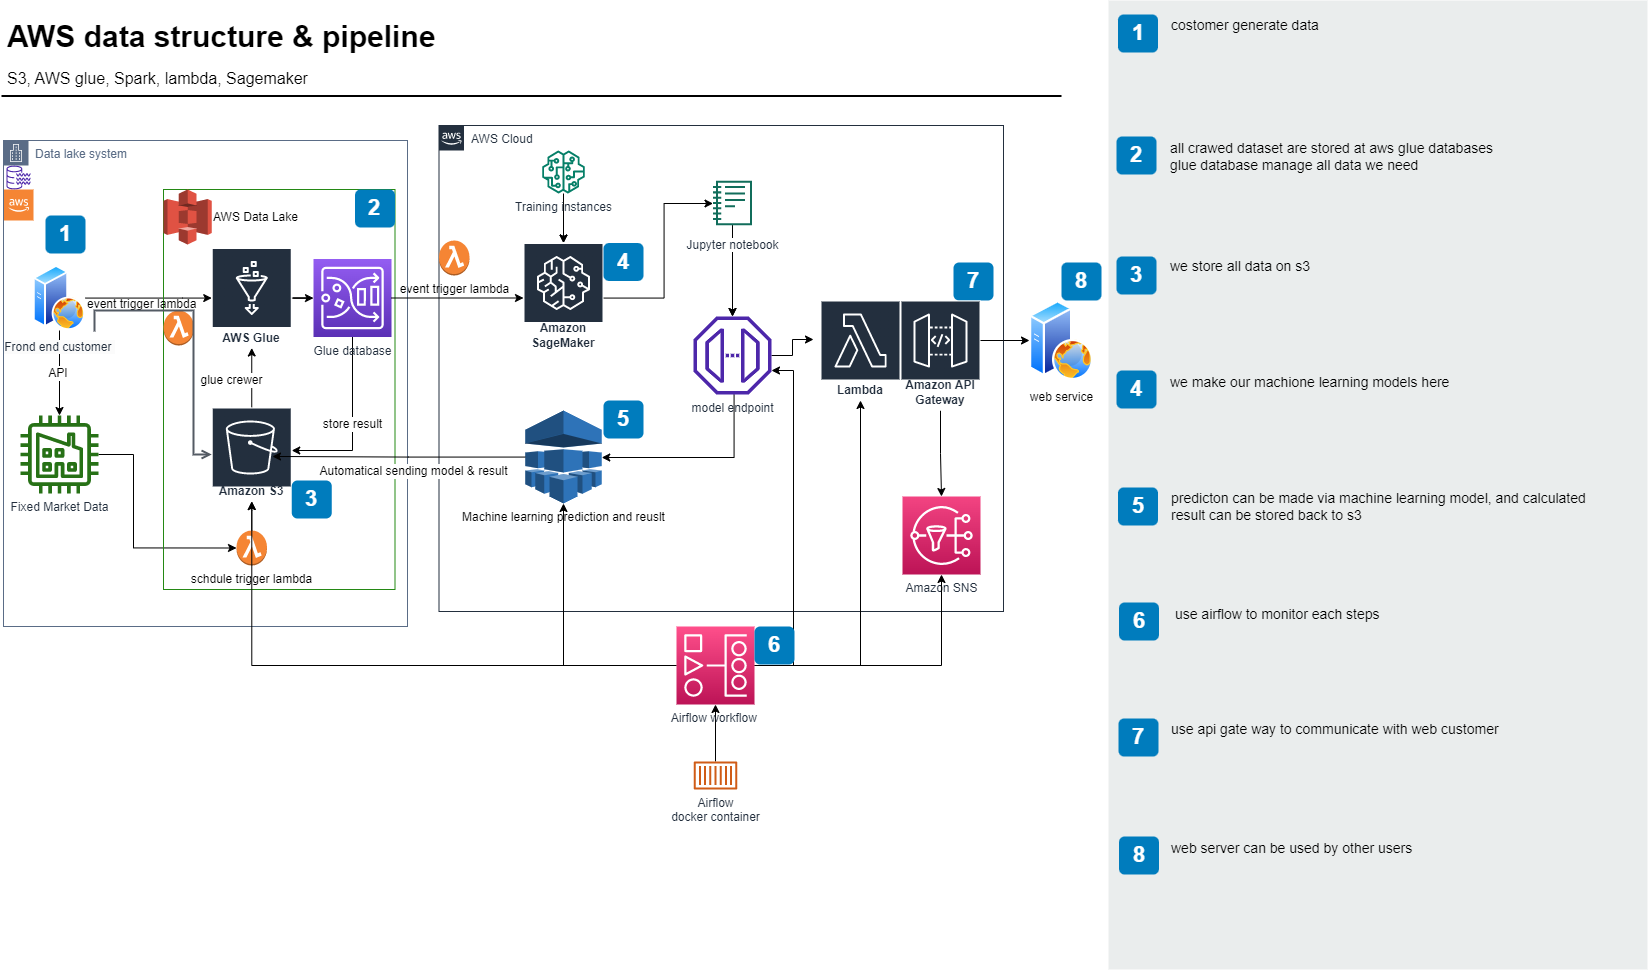 AWS data structure & pipeline
S3, AWS glue, Spark, lambda, Sagemaker
Data lake system
aws
1
Frond end customer
API
Fixed Market Data
event trigger lambda
AWS Data Lake
2
AWS Glue
Glue database
glue crewer
store result
Amazon S3
3
schdule trigger lambda
Automatical sending model & result
aws
AWS Cloud
event trigger lambda
Training instances
4
Amazon
SageMaker
Jupyter notebook
model endpoint
5
Machine learning prediction and reuslt
Lambda
7
Amazon API
Gateway
Amazon SNS
8
web service
6
Airflow workflow
Airflow
docker container
1
costomer generate data
2
all crawed dataset are stored at aws glue databases
glue database manage all data we need
3
we store all data on s3
4
we make our machione learning models here
5
predicton can be made via machine learning model, and calculated
result can be stored back to s3
6
use airflow to monitor each steps
7
use api gate way to communicate with web customer
8
web server can be used by other users